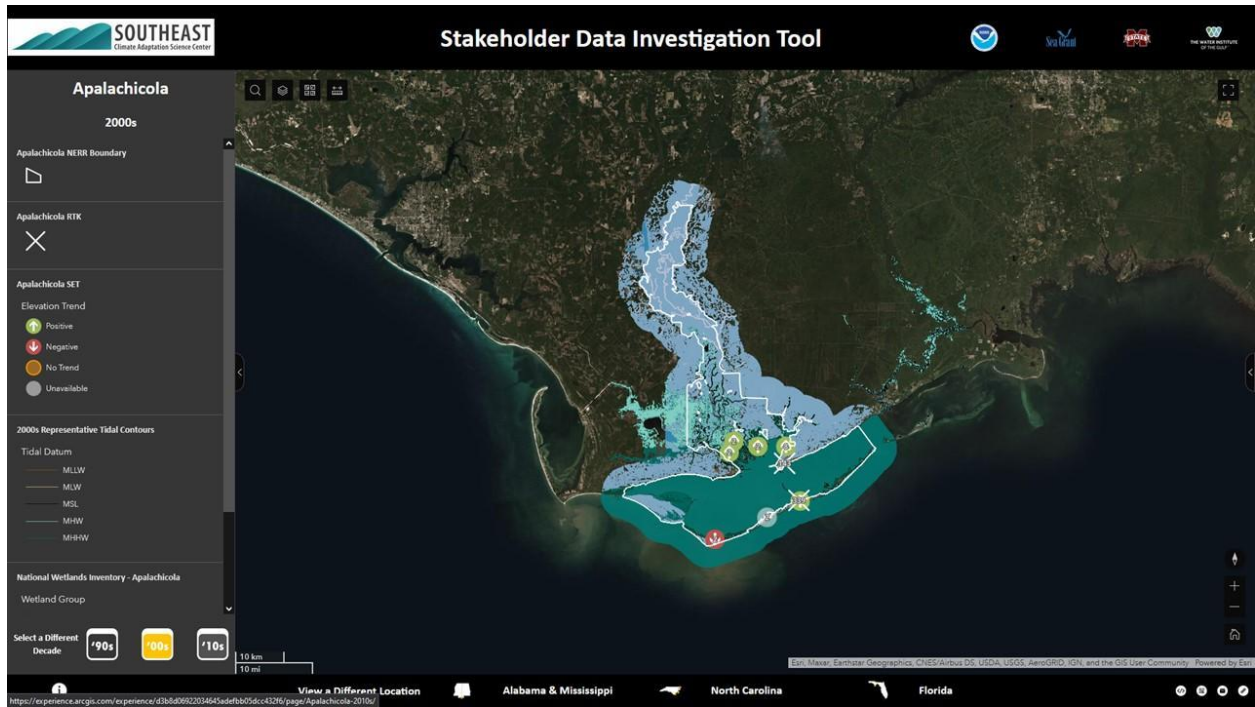 SOUTHEAST
Climate Adaptation Science Center
Stakeholder Data Investigation Tool
Sea Grant
STATE
THE WATER INSTITUTE
OF THE GULF
Apalachicola
2000s
Apalachicola NERR Boundary
Apalachicola RTK
Apalachicola SET
Elevation Trend
Positive
Negative
No Trend
Unavailable
2000s Representative Tidal Contours
Tidal Datum
MLLW
MLW
MSL
MHW
MHHW
National Wetlands Inventory - Apalachicola
Wetland Group
Select a Different
Decade
'90s
'00s
'10s
10 km
10 mi
Esri, Maxar, Earthstar Geographics, CNES/Airbus DS, USDA, USGS, AeroGRID, IGN, and the GIS User Community Powered by Esri
View a Different Location
Alabama & Mississippi
North Carolina
Florida
https://experience.arcgis.com/experience/d3b8d06922034645adefbb05dcc432f6/page/Apalachicola-2010s/